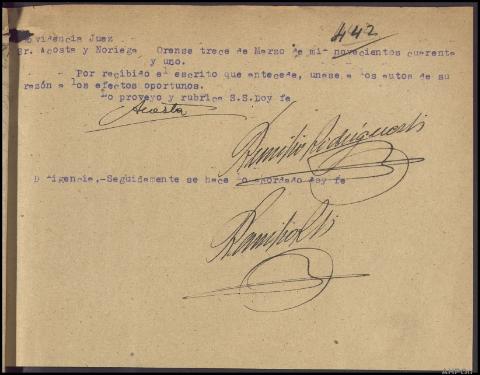 442
Providencia Juez
Sr. Acosta y Noriega Orense trece de Marzo de mil novecientos cuarenta
y uno.
Por recibido el escrito que antecede, unase a los autos de su
razón a los efectos oportunos.
Lo proveyo y rubrica S.S.Doy fe
Acosta
Diligencia.-Seguidamente se hace lo acordado doy fe